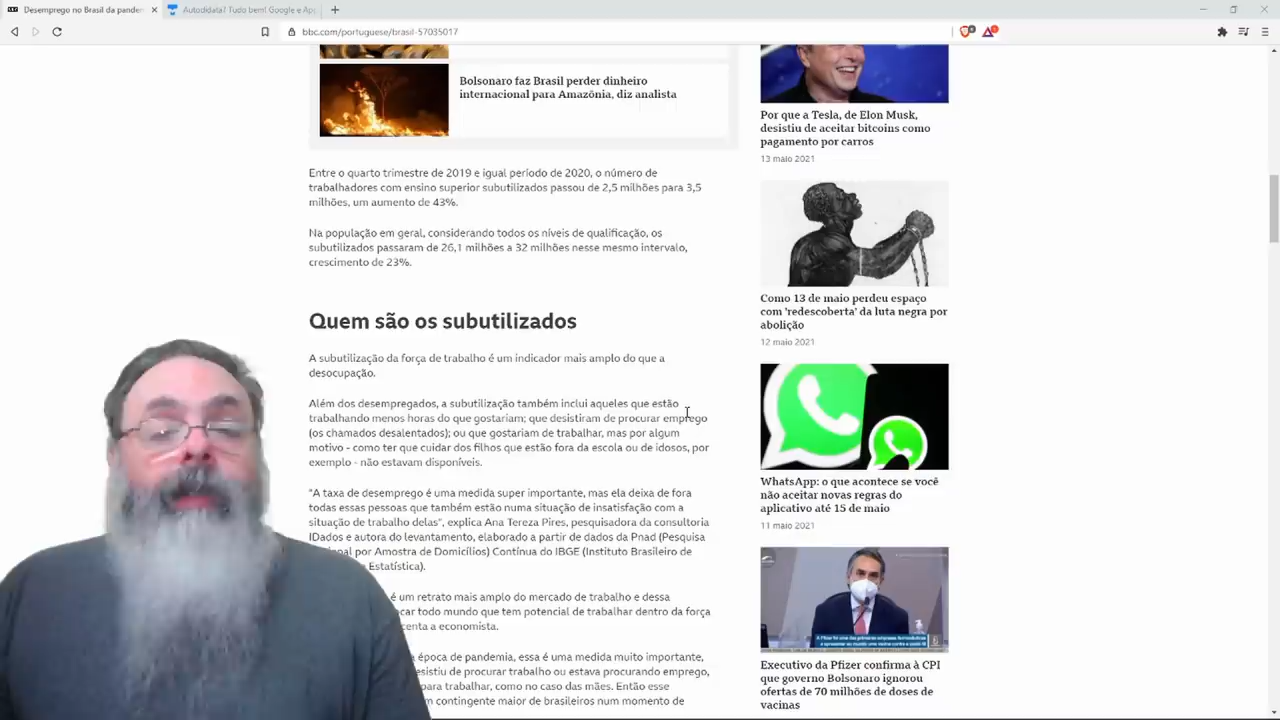 Desemprego no Brasil da pandem
Autodidata! Tudo bem! Google e App
bbc.com/portuguese/brasil-57035017
Bolsonaro faz Brasil perder dinheiro
internacional para Amazônia, diz analista
Entre o quarto trimestre de 2019 e igual período de 2020, o número de
trabalhadores com ensino superior subutilizados passou de 2,5 milhões para 3,5
milhões, um aumento de 43%.
Na população em geral, considerando todos os níveis de qualificação, os
subutilizados passaram de 26,1 milhões a 32 milhões nesse mesmo intervalo,
crescimento de 23%.
Quem são os subutilizados
A subutilização da força de trabalho é um indicador mais amplo do que a
desocupação.
Além dos desempregados, a subutilização também inclui aqueles que estão
trabalhando menos horas do que gostariam; que desistiram de procurar emprego
(os chamados desalentados); ou que gostariam de trabalhar, mas por algum
motivo - como ter que cuidar dos filhos que estão fora da escola ou de idosos, por
exemplo - não estavam disponíveis.
"A taxa de desemprego é uma medida super importante, mas ela deixa de fora
todas essas pessoas que também estão numa situação de insatisfação com a
situação de trabalho delas", explica Ana Tereza Pires, pesquisadora da consultoria
IDados e autora do levantamento, elaborado a partir de dados da Pnad (Pesquisa
por Amostra de Domicílios) Contínua do IBGE (Instituto Brasileiro de
Estatística).
é um retrato mais amplo do mercado de trabalho e dessa
car todo mundo que tem potencial de trabalhar dentro da força
centa a economista.
época de pandemia, essa é uma medida muito importante,
esistiu de procurar trabalho ou estava procurando emprego,
para trabalhar, como no caso das mães. Então esse
m contingente maior de brasileiros num momento de
Por que a Tesla, de Elon Musk,
desistiu de aceitar bitcoins como
pagamento por carros
13 maio 2021
Como 13 de maio perdeu espaço
com 'redescoberta' da luta negra por
abolição
12 maio 2021
WhatsApp: o que acontece se você
não aceitar novas regras do
aplicativo até 15 de maio
11 maio 2021
A Pfizer foi uma das primeiras empresas farmacêuticas
Executivo da Pfizer confirma à CPI
que governo Bolsonaro ignorou
ofertas de 70 milhões de doses de
vacinas